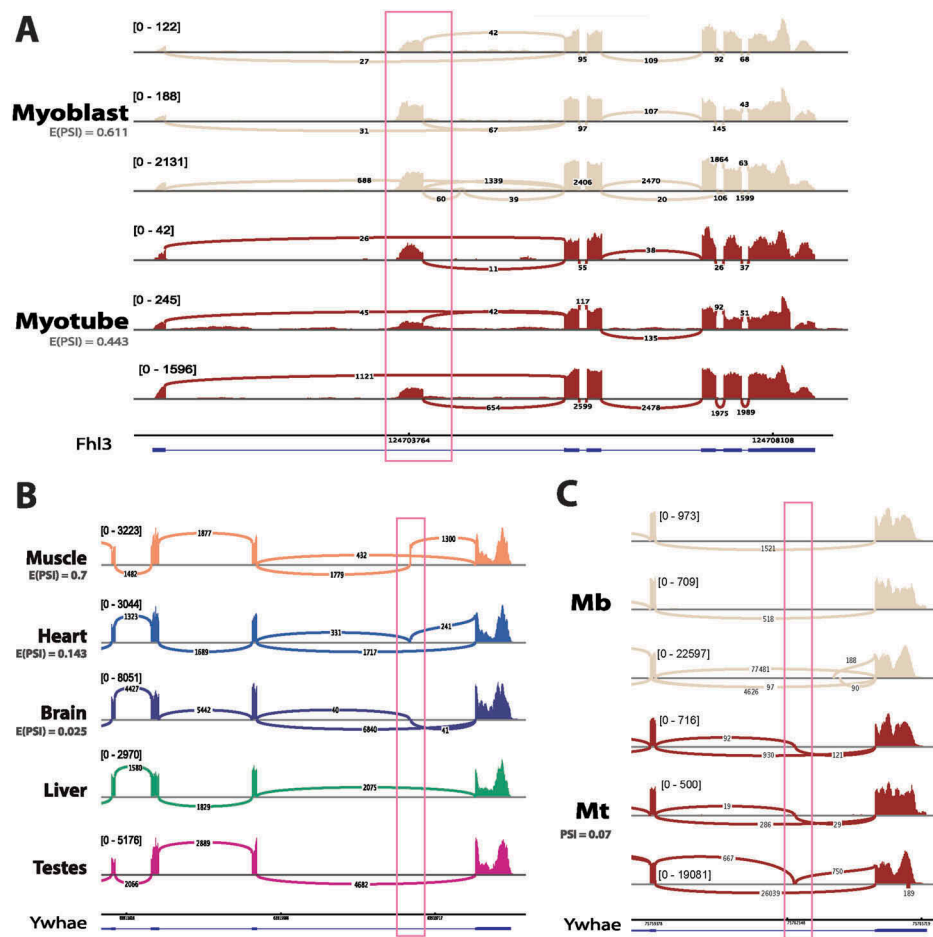 A
[0 - 122]
42
27
95
109
92
68
[0 - 188]
Myoblast
E(PSI) = 0.611
31
67
97
107
145
43
[0 - 2131]
688
1339
60
39
2406
2470
20
1864
106
63
1599
[0 - 42]
26
11
55
38
26
37
[0 - 245]
Myotube
E(PSI) = 0.443
45
42
117
135
92
51
[0 - 1596]
1121
654
2599
2478
1975
1989
124703764
124708108
Fhl3
B
[0 - 3223]
Muscle
E(PSI) = 0.7
1482
1877
432
1779
1300
[0 - 3044]
Heart
E(PSI) = 0.143
1323
1689
331
1717
241
[0 - 8051]
Brain
E(PSI) = 0.025
4427
5442
40
6840
41
[0 - 2970]
Liver
1580
1829
2075
[0 - 5176]
Testes
2066
2889
4682
Ywhae
C
[0 - 973]
1521
Mb
[0 - 709]
518
[0 - 22597]
77481
4626
97
188
90
[0 - 716]
92
930
121
[0 - 500]
Mt
PSI = 0.07
19
286
29
667
750
[0 - 19081]
26039
189
Ywhae